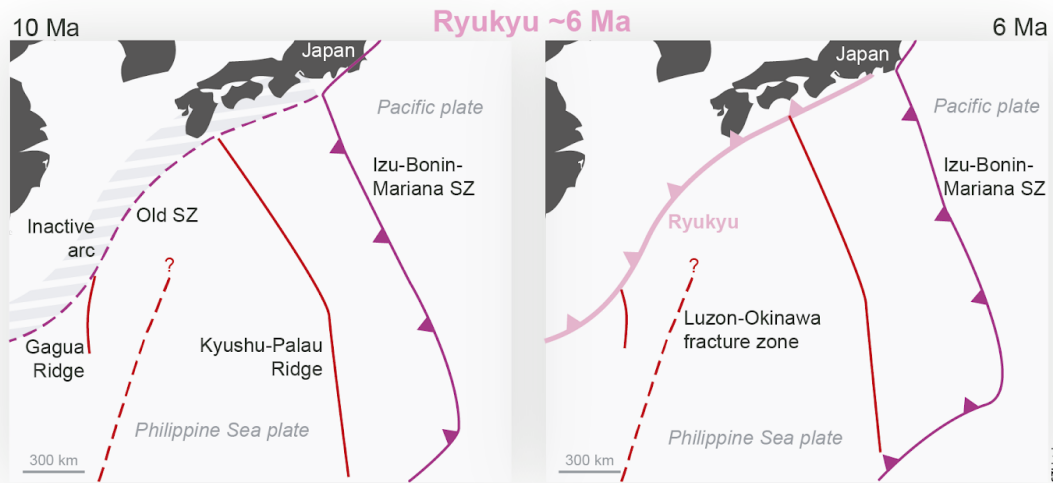 Ryukyu ~6 Ma
10 Ma
Japan
Pacific plate
Izu-Bonin-
Mariana SZ
Old SZ
Inactive
arc
?
Gagua
Ridge
Kyushu-Palau
Ridge
Philippine Sea plate
300 km
6 Ma
Japan
Pacific plate
Izu-Bonin-
Mariana SZ
Ryukyu
?
Luzon-Okinawa
fracture zone
Philippine Sea plate
300 km